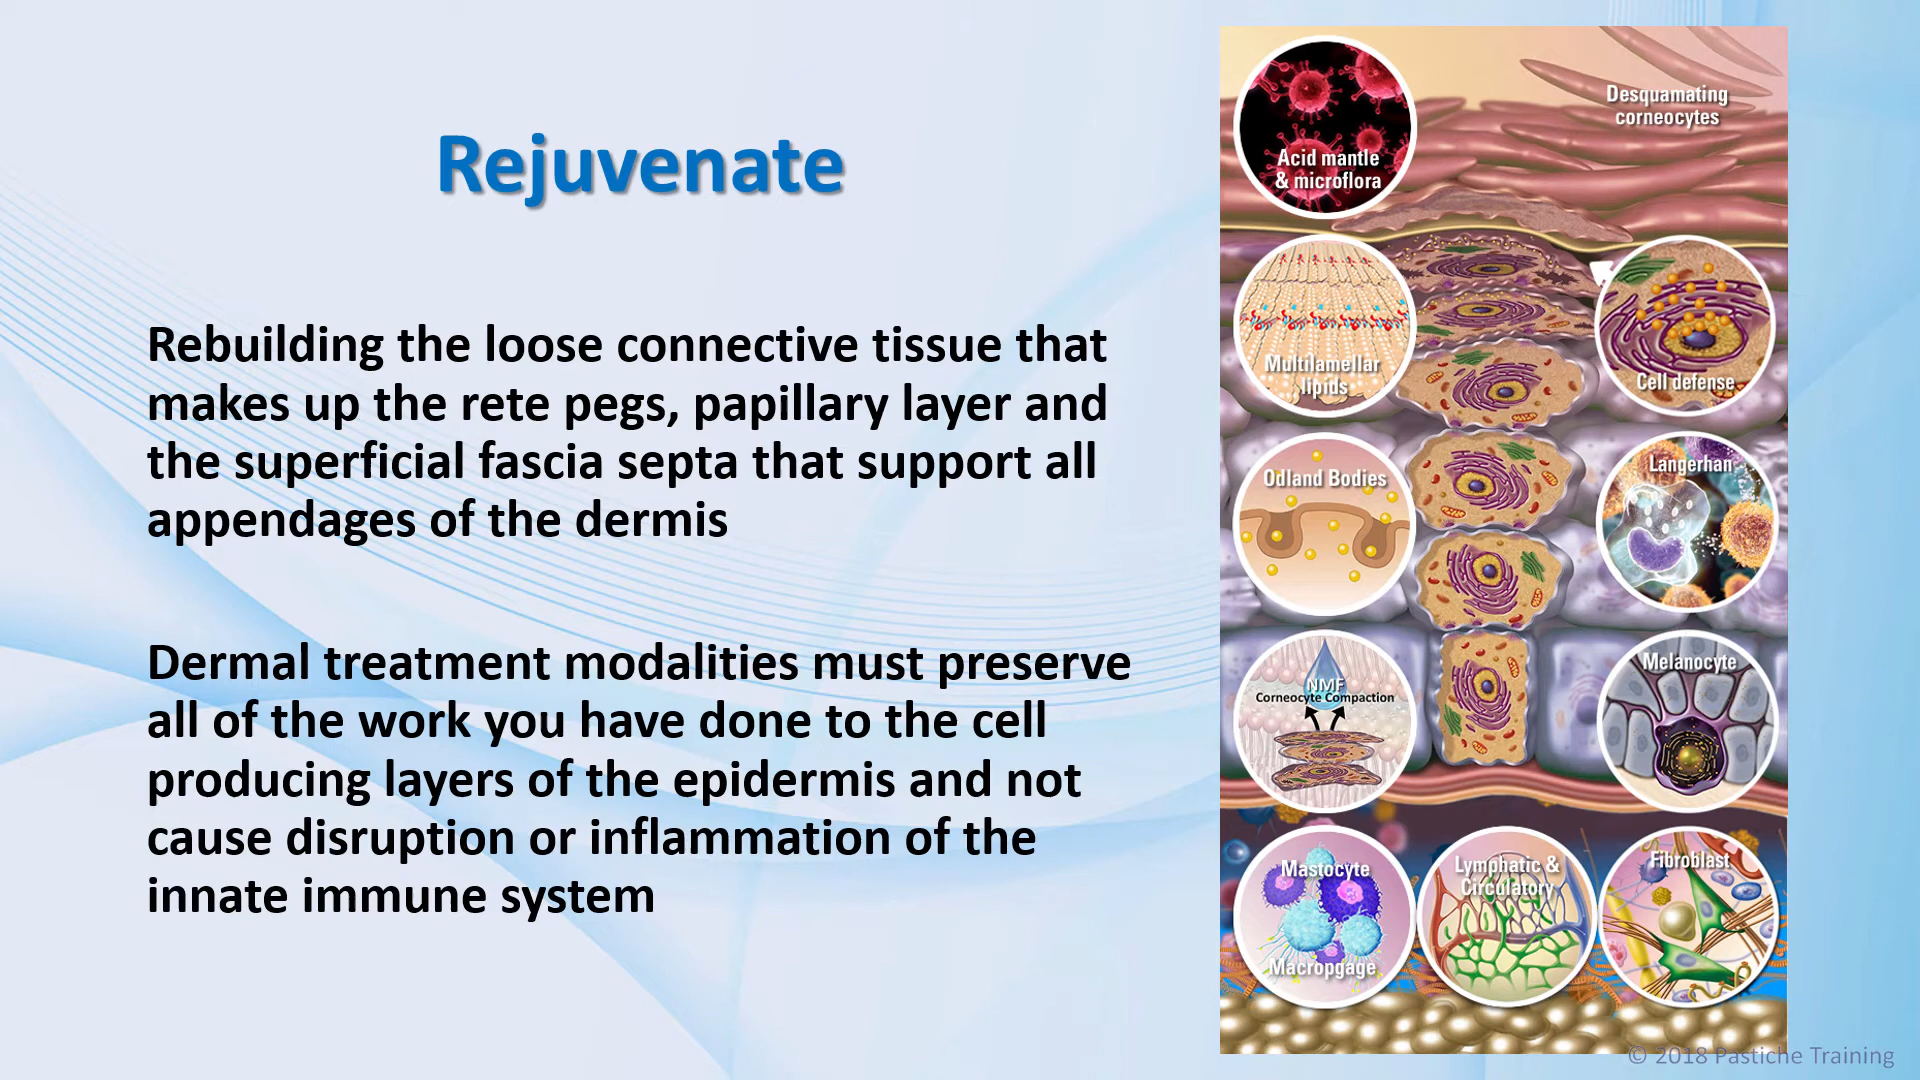 Rejuvenate
Rebuilding the loose connective tissue that
makes up the rete pegs, papillary layer and
the superficial fascia septa that support all
appendages of the dermis
Dermal treatment modalities must preserve
all of the work you have done to the cell
producing layers of the epidermis and not
cause disruption or inflammation of the
innate immune system
Desquamating
corneocytes
Acid mantle
& microflora
Multilamellar
lipids
Cell defense
Odland Bodies
Langerhan
NMF
Corneocyte Compaction
Melanocyte
Mastocyte
Macropgage
Lymphatic &
Circulatory
Fibroblast
© 2018 Pastiche Training